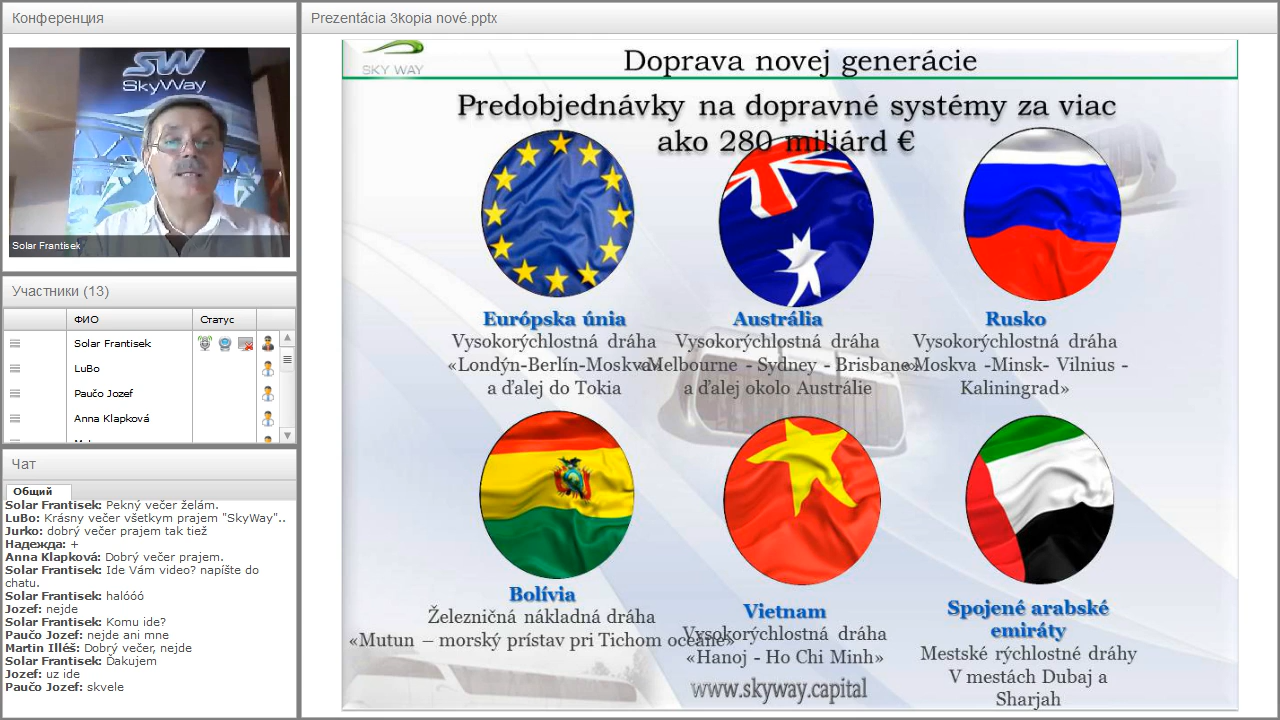 Конференция
SW
SkyWay
Solar Frantisek
Участники (13)
ФИО
Статус
Solar Frantisek
LuBo
Paučo Jozef
Anna Klapková
Чат
Общий
Solar Frantisek: Pekný večer želám.
LuBo: Krásny večer všetkym prajem "SkyWay"..
Jurko: dobrý večer prajem tak tiež
Надежда: +
Anna Klapková: Dobrý večer prajem.
Solar Frantisek: Ide Vám video? napíšte do
chatu.
Solar Frantisek: halóóó
Jozef: nejde
Solar Frantisek: Komu ide?
Paučo Jozef: nejde ani mne
Martin Illéš: Dobrý večer, nejde
Solar Frantisek: Ďakujem
Jozef: uz ide
Paučo Jozef: skvele
Prezentácia 3kopia nové.pptx
SKY WAY
Doprava novej generácie
Predobjednávky na dopravné systémy za viac
ako 280 miliárd €
Európska únia
Vysokorýchlostná dráha
«Londýn-Berlín-Moskva»
a ďalej do Tokia
Austrália
Vysokorýchlostná dráha
«Melbourne - Sydney - Brisbane»
a ďalej okolo Austrálie
Rusko
Vysokorýchlostná dráha
«Moskva -Minsk- Vilnius -
Kaliningrad»
Bolívia
Železničná nákladná dráha
«Mutun – morský prístav pri Tichom oceáne»
Vietnam
Vysokorýchlostná dráha
«Hanoj - Ho Chi Minh»
Spojené arabské
emiráty
Mestské rýchlostné dráhy
V mestách Dubaj a
Sharjah
www.skyway.capital